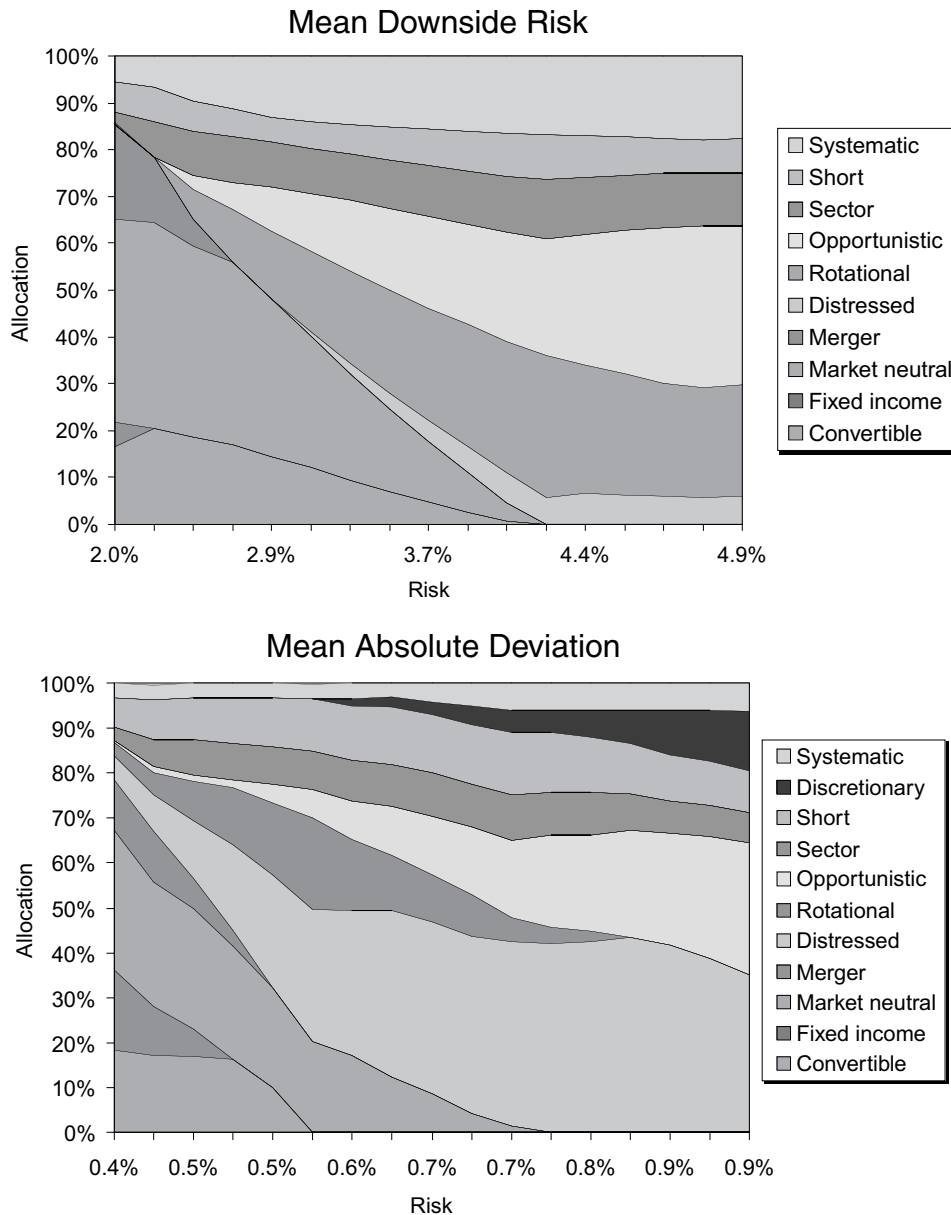 Mean Downside Risk
100%
90%
80%
70%
60%
50%
40%
30%
20%
10%
0%
Allocation
2.0% 2.9% 3.7% 4.4% 4.9%
Risk
Systematic
Short
Sector
Opportunistic
Rotational
Distressed
Merger
Market neutral
Fixed income
Convertible
Mean Absolute Deviation
100%
90%
80%
70%
60%
50%
40%
30%
20%
10%
0%
Allocation
0.4% 0.5% 0.5% 0.6% 0.7% 0.7% 0.8% 0.9% 0.9%
Risk
Systematic
Discretionary
Short
Sector
Opportunistic
Rotational
Distressed
Merger
Market neutral
Fixed income
Convertible